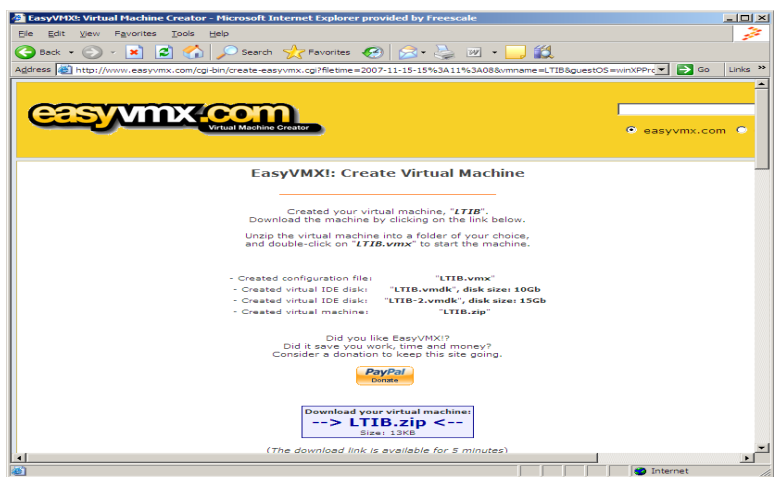 EasyVMX!: Virtual Machine Creator - Microsoft Internet Explorer provided by Freescale
File Edit View Favorites Tools Help
Back Search Favorites
Address http://www.easyvmx.com/cgi-bin/create-easyvmx.cgi?filetime=2007-11-15-15%3A11%3A08&vmname=LTIB&guestOS=winXPPro Go Links »
easyvmx.com
Virtual Machine Creator
easyvmx.com
EasyVMX!: Create Virtual Machine
Created your virtual machine, "LTIB".
Download the machine by clicking on the link below.
Unzip the virtual machine into a folder of your choice,
and double-click on "LTIB.vmx" to start the machine.
- Created configuration file: "LTIB.vmx"
- Created virtual IDE disk: "LTIB.vmdk", disk size: 10Gb
- Created virtual IDE disk: "LTIB-2.vmdk", disk size: 15Gb
- Created virtual machine: "LTIB.zip"
Did you like EasyVMX!?
Did it save you work, time and money?
Consider a donation to keep this site going.
PayPal
Donate
Download your virtual machine:
--> LTIB.zip <--
Size: 13KB
(The download link is available for 5 minutes)
Internet